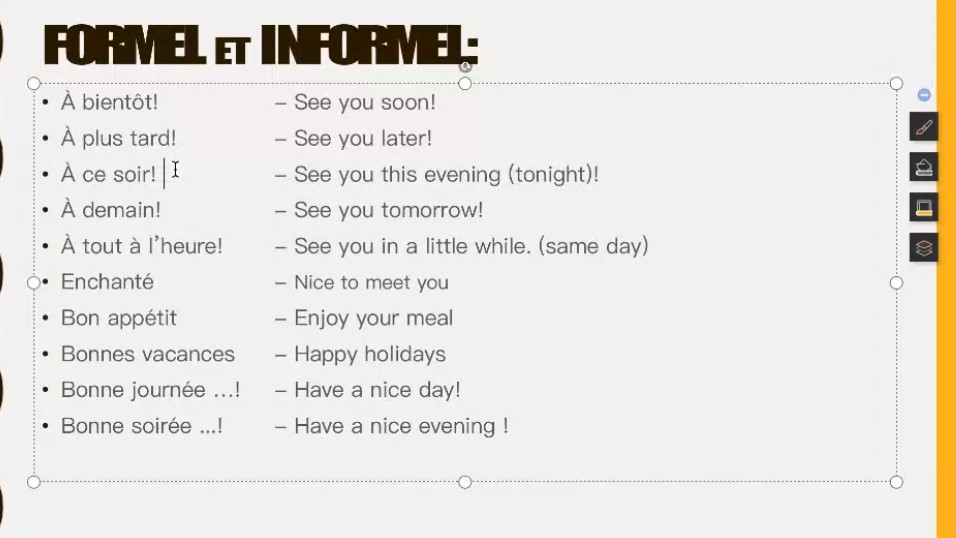 FORMEL ET INFORMEL:
• À bientôt! – See you soon!
• À plus tard! – See you later!
• À ce soir! – See you this evening (tonight)!
• À demain! – See you tomorrow!
• À tout à l’heure! – See you in a little while. (same day)
• Enchanté – Nice to meet you
• Bon appétit – Enjoy your meal
• Bonnes vacances – Happy holidays
• Bonne journée ...! – Have a nice day!
• Bonne soirée ...! – Have a nice evening !